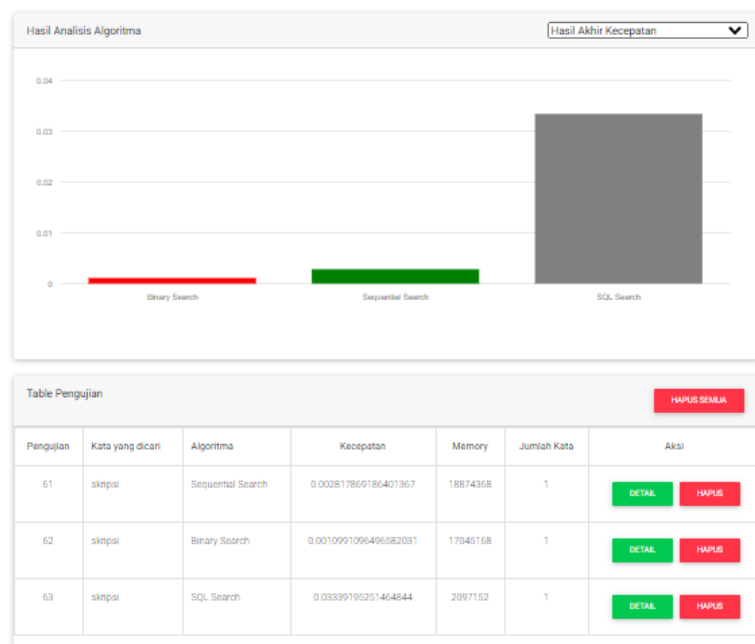 Hasil Analisis Algoritma
Hasil Akhir Kecepatan
0.04
0.03
0.02
0.01
0
Binary Search Sequential Search SQL Search
Table Pengujian
HAPUS SEMUA
Pengujian Kata yang dicari Algoritma Kecepatan Memory Jumlah Kata Aksi
61 skripsi Sequential Search 0.002817869186401367 18874368 1 DETAIL HAPUS
62 skripsi Binary Search 0.0010991096496582031 17045168 1 DETAIL HAPUS
63 skripsi SQL Search 0.03339195251464844 2097152 1 DETAIL HAPUS